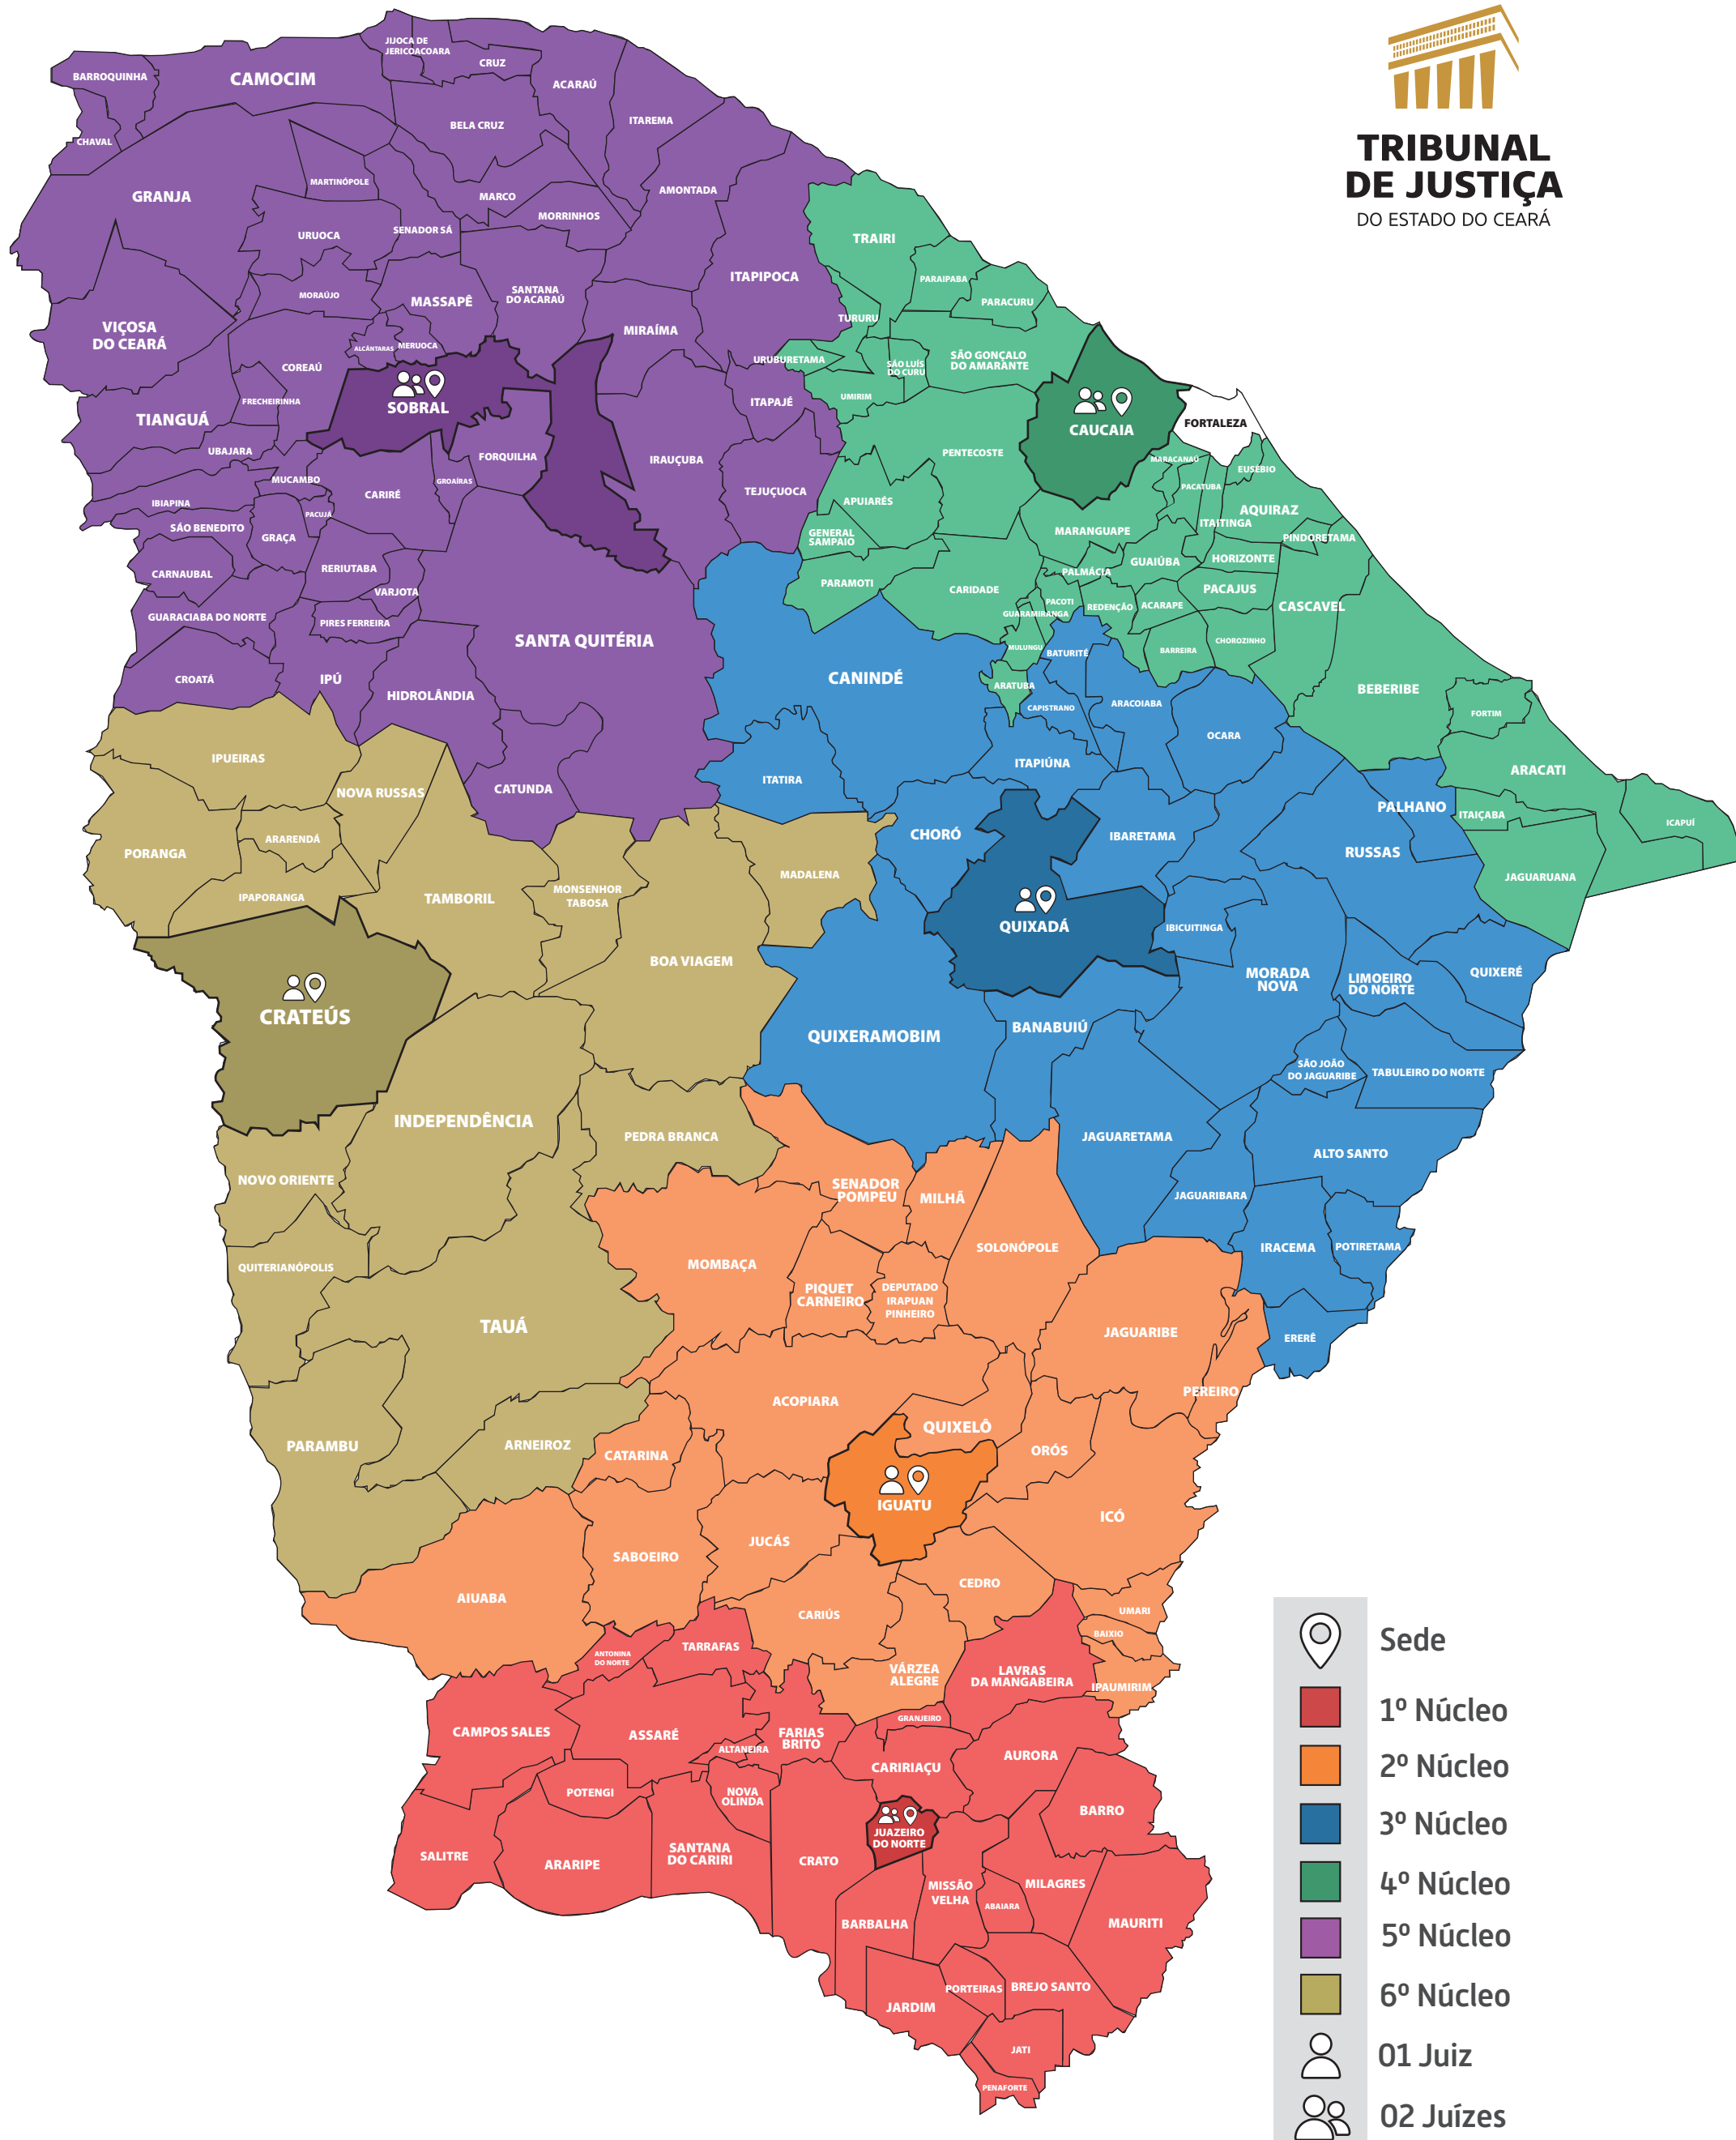 TRIBUNAL
DE JUSTIÇA
DO ESTADO DO CEARÁ
JIJOCA DE
JERICOACOARA
CRUZ
BARROQUINHA
CAMOCIM
ACARAÚ
ITAREMA
BELA CRUZ
CHAVAL
MARTINÓPOLE
GRANJA
MARCO
AMONTADA
MORRINHOS
URUOCA
SENADOR SÁ
TRAIRI
ITAPIPOCA
PARAIPABA
MORAÚJO
MASSAPÊ
SANTANA
DO ACARAÚ
PARACURU
TURURU
VIÇOSA
DO CEARÁ
MIRAÍMA
ALCÂNTARAS
MERUOCA
URUBURETAMA
SÃO LUÍS
DO CURU
SÃO GONÇALO
DO AMARANTE
COREAÚ
SOBRAL
FRECHEIRINHA
ITAPAJÉ
UMIRIM
TIANGUÁ
CAUCAIA
FORTALEZA
UBAJARA
FORQUILHA
IRAUÇUBA
PENTECOSTE
MARACANAÚ
EUSÉBIO
MUCAMBO
GROAÍRAS
CARIRÉ
TEJUÇUOCA
PACATUBA
IBIAPINA
PACUJÁ
APUIARÉS
AQUIRAZ
SÃO BENEDITO
GRAÇA
GENERAL
SAMPAIO
MARANGUAPE
ITAITINGA
PINDORETAMA
CARNAUBAL
RERIUTABA
PARAMOTI
CARIDADE
PALMÁCIA
GUAIÚBA
HORIZONTE
VARJOTA
PACOTI
REDENÇÃO
ACARAPE
PACAJUS
CASCAVEL
GUARACIABA DO NORTE
PIRES FERREIRA
GUARAMIRANGA
SANTA QUITÉRIA
MULUNGU
BATURITÉ
BARREIRA
CHOROZINHO
CROATÁ
IPÚ
HIDROLÂNDIA
CANINDÉ
ARATUBA
CAPISTRANO
ARACOIABA
BEBERIBE
FORTIM
OCARA
IPUEIRAS
ITAPIÚNA
ARACATI
NOVA RUSSAS
CATUNDA
ITATIRA
PALHANO
ITAIÇABA
ICAPUÍ
ARARENDÁ
CHORÓ
IBARETAMA
PORANGA
RUSSAS
MADALENA
JAGUARUANA
IPAPORANGA
TAMBORIL
MONSENHOR
TABOSA
QUIXADÁ
IBICUITINGA
BOA VIAGEM
MORADA
NOVA
LIMOEIRO
DO NORTE
QUIXERÉ
CRATEÚS
QUIXERAMOBIM
BANABUIÚ
SÃO JOÃO
DO JAGUARIBE
TABULEIRO DO NORTE
INDEPENDÊNCIA
PEDRA BRANCA
JAGUARETAMA
ALTO SANTO
NOVO ORIENTE
SENADOR
POMPEU
MILHÃ
JAGUARIBARA
SOLONÓPOLE
IRACEMA
POTIRETAMA
QUITERIANÓPOLIS
MOMBAÇA
PIQUET
CARNEIRO
DEPUTADO
IRAPUAN
PINHEIRO
TAUÁ
JAGUARIBE
ERERÊ
PEREIRO
ACOPIARA
QUIXELÔ
PARAMBU
ARNEIROZ
CATARINA
ORÓS
IGUATU
ICÓ
JUCÁS
SABOEIRO
CEDRO
AIUABA
CARIÚS
UMARI
BAIXIO
ANTONINA
DO NORTE
TARRAFAS
VÁRZEA
ALEGRE
LAVRAS
DA MANGABEIRA
IPAUMIRIM
GRANJEIRO
CAMPOS SALES
ASSARÉ
FARIAS
BRITO
ALTANEIRA
CARIRIAÇU
AURORA
POTENGI
NOVA
OLINDA
BARRO
JUAZEIRO
DO NORTE
SALITRE
ARARIPE
SANTANA
DO CARIRI
CRATO
MISSÃO
VELHA
MILAGRES
ABAIARA
BARBALHA
MAURITI
PORTEIRAS
BREJO SANTO
JARDIM
JATI
PENAFORTE
Sede
1º Núcleo
2º Núcleo
3º Núcleo
4º Núcleo
5º Núcleo
6º Núcleo
01 Juiz
02 Juízes